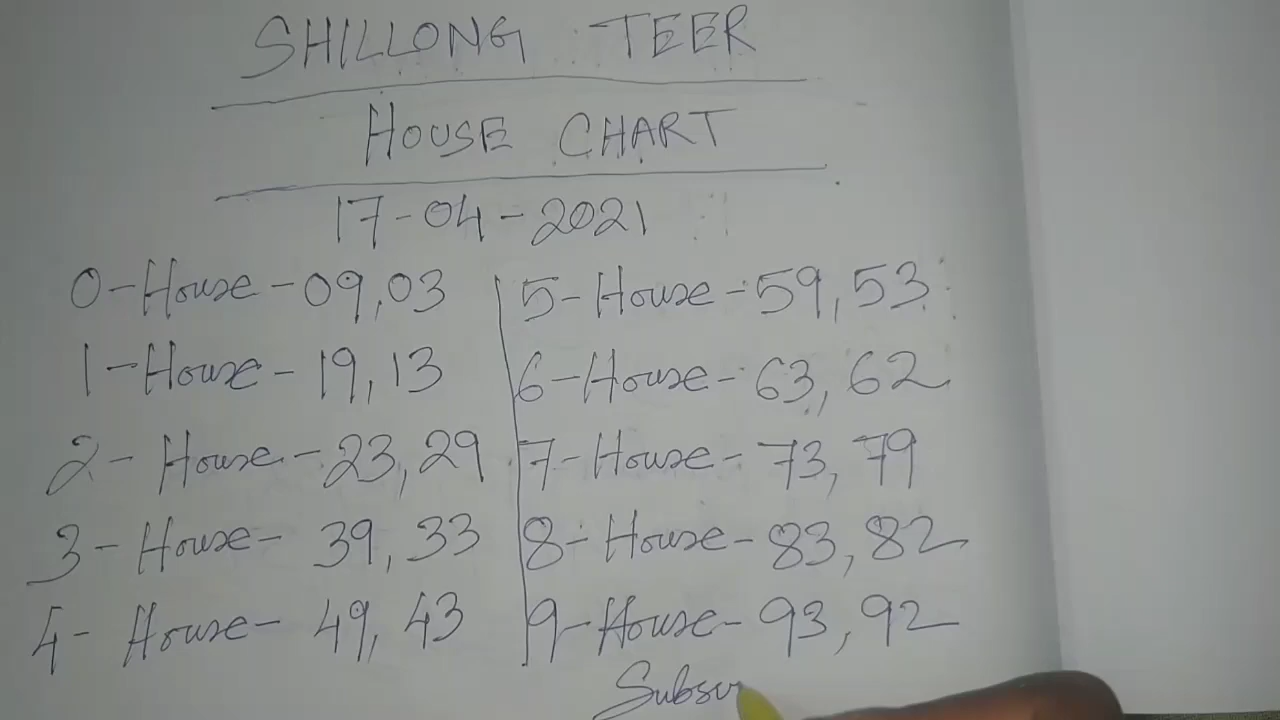 SHILLONG TEER
HOUSE CHART
17-04-2021
0-House-09,03 5-House-59,53
1-House-19,13 6-House-63,62
2-House-23,29 7-House-73,79
3-House-39,33 8-House-83,82
4-House-49,43 9-House-93,92